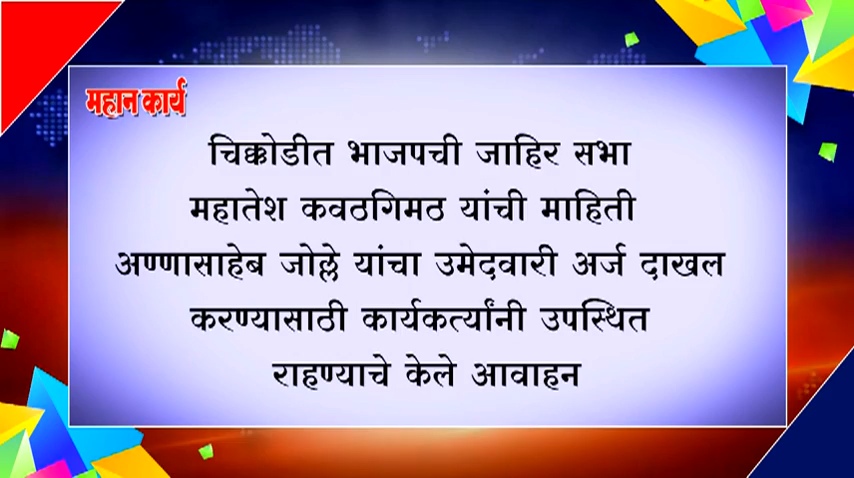 महान कार्य
चिक्कोडीत भाजपची जाहिर सभा
महातेश कवठगिमठ यांची माहिती
अण्णासाहेब जोल्ले यांचा उमेदवारी अर्ज दाखल
करण्यासाठी कार्यकर्त्यांनी उपस्थित
राहण्याचे केले आवाहन